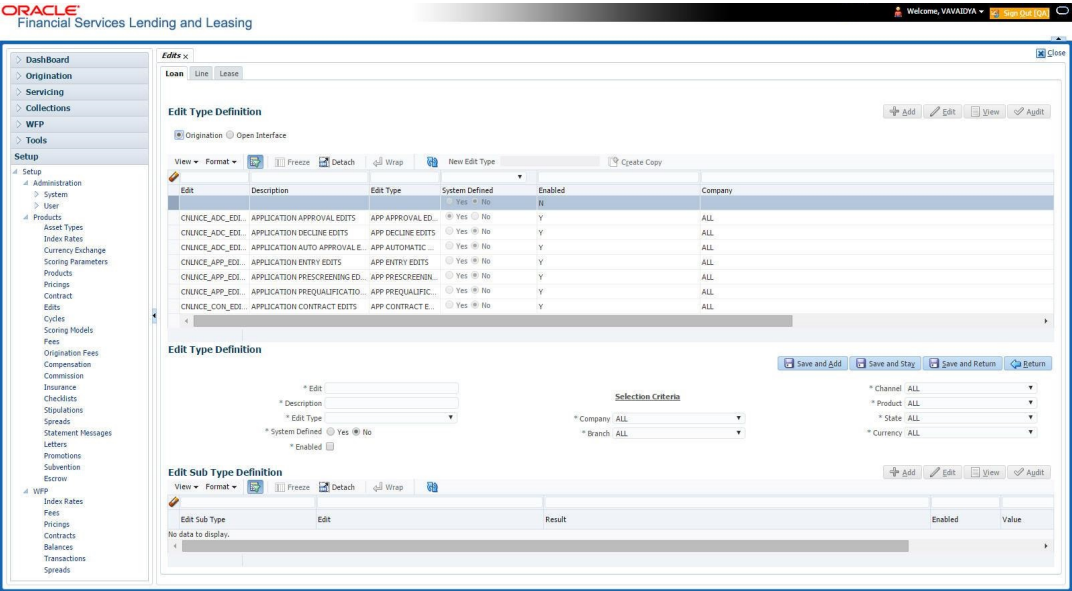 ORACLE
Financial Services Lending and Leasing
Welcome, VAVAIDYA
Sign Out [QA]
DashBoard
Origination
Servicing
Collections
WFP
Tools
Setup
Setup
Administration
System
User
Products
Asset Types
Index Rates
Currency Exchange
Scoring Parameters
Products
Pricings
Contract
Edits
Cycles
Scoring Models
Fees
Origination Fees
Compensation
Commission
Insurance
Checklists
Stipulations
Spreads
Statement Messages
Letters
Promotions
Subvention
Escrow
WFP
Index Rates
Fees
Pricings
Contracts
Balances
Transactions
Spreads
Edits
Close
Loan Line Lease
Edit Type Definition
Add Edit View Audit
Origination Open Interface
View Format Freeze Detach Wrap New Edit Type Create Copy
Edit Description Edit Type System Defined Enabled Company
Yes No N
CNLNCE_ADC_EDI... APPLICATION APPROVAL EDITS APP APPROVAL ED... Yes No Y ALL
CNLNCE_ADC_EDI... APPLICATION DECLINE EDITS APP DECLINE EDITS Yes No Y ALL
CNLNCE_ADC_EDI... APPLICATION AUTO APPROVAL E... APP AUTOMATIC ... Yes No Y ALL
CNLNCE_APP_EDI... APPLICATION ENTRY EDITS APP ENTRY EDITS Yes No Y ALL
CNLNCE_APP_EDI... APPLICATION PRESCREENING ED... APP PRESCREENIN... Yes No Y ALL
CNLNCE_APP_EDI... APPLICATION PREQUALIFICATIO... APP PREQUALIFIC... Yes No Y ALL
CNLNCE_CON_EDI... APPLICATION CONTRACT EDITS APP CONTRACT E... Yes No Y ALL
Edit Type Definition
Save and Add Save and Stay Save and Return Return
* Edit
* Description
* Edit Type
* System Defined Yes No
* Enabled
Selection Criteria
* Company ALL
* Branch ALL
* Channel ALL
* Product ALL
* State ALL
* Currency ALL
Edit Sub Type Definition
Add Edit View Audit
View Format Freeze Detach Wrap
Edit Sub Type Edit Result Enabled Value
No data to display.